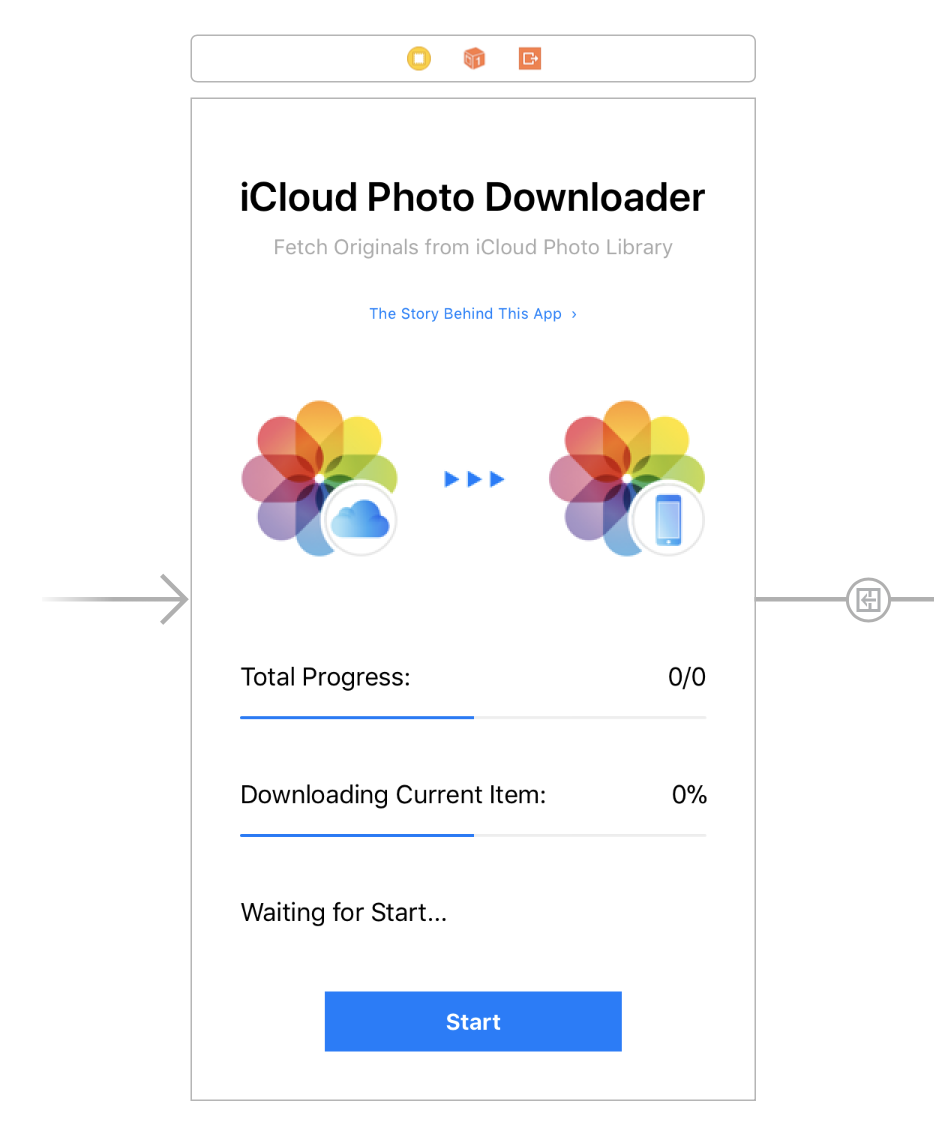 iCloud Photo Downloader
Fetch Originals from iCloud Photo Library
The Story Behind This App ›
Total Progress: 0/0
Downloading Current Item: 0%
Waiting for Start...
Start